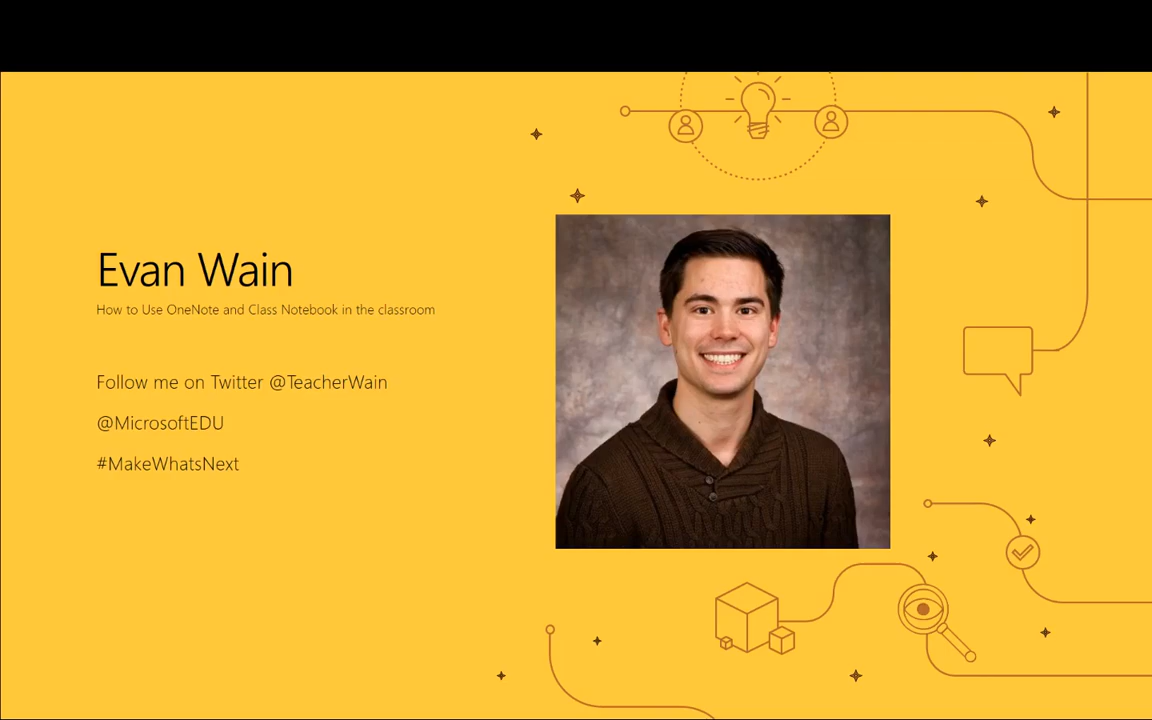 Evan Wain
How to Use OneNote and Class Notebook in the classroom
Follow me on Twitter @TeacherWain
@MicrosoftEDU
#MakeWhatsNext